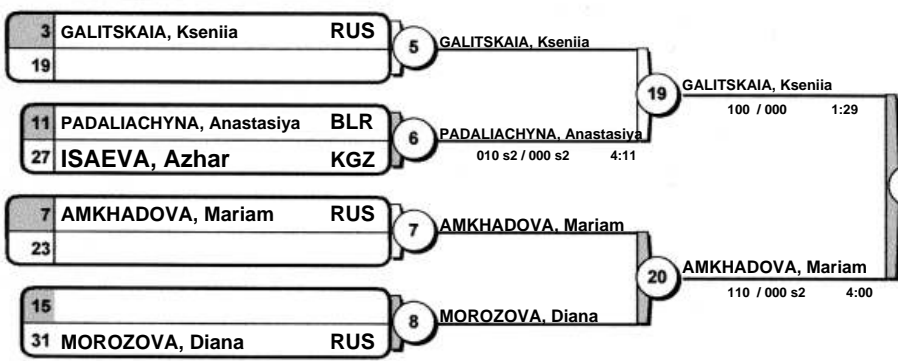 3 GALITSKAIA, Kseniia RUS
19
5
GALITSKAIA, Kseniia
11 PADALIACHYNA, Anastasiya BLR
27 ISAEVA, Azhar KGZ
6
PADALIACHYNA, Anastasiya
010 s2 / 000 s2 4:11
19
GALITSKAIA, Kseniia
100 / 000 1:29
7 AMKHADOVA, Mariam RUS
23
7
AMKHADOVA, Mariam
15
31 MOROZOVA, Diana RUS
8
MOROZOVA, Diana
20
AMKHADOVA, Mariam
110 / 000 s2 4:00